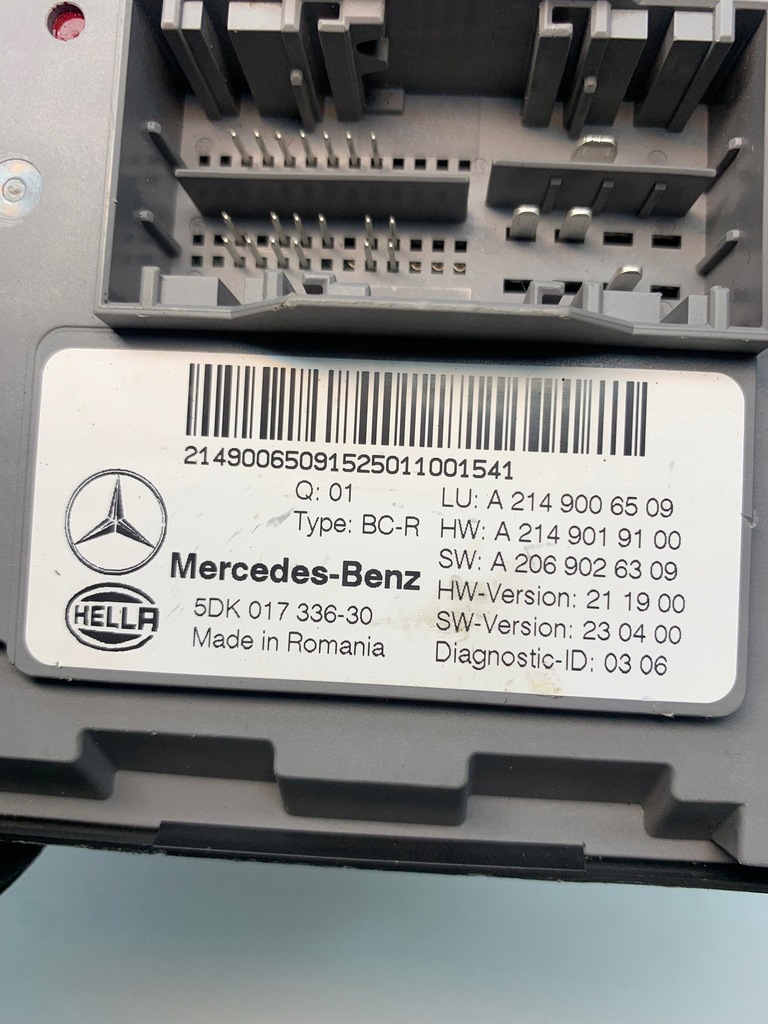 21490065091525011001541
Q: 01
LU: A 214 900 65 09
Type: BC-R
HW: A 214 901 91 00
SW: A 206 902 63 09
Mercedes-Benz
HW-Version: 21 19 00
HELLA
5DK 017 336-30
SW-Version: 23 04 00
Made in Romania
Diagnostic-ID: 03 06